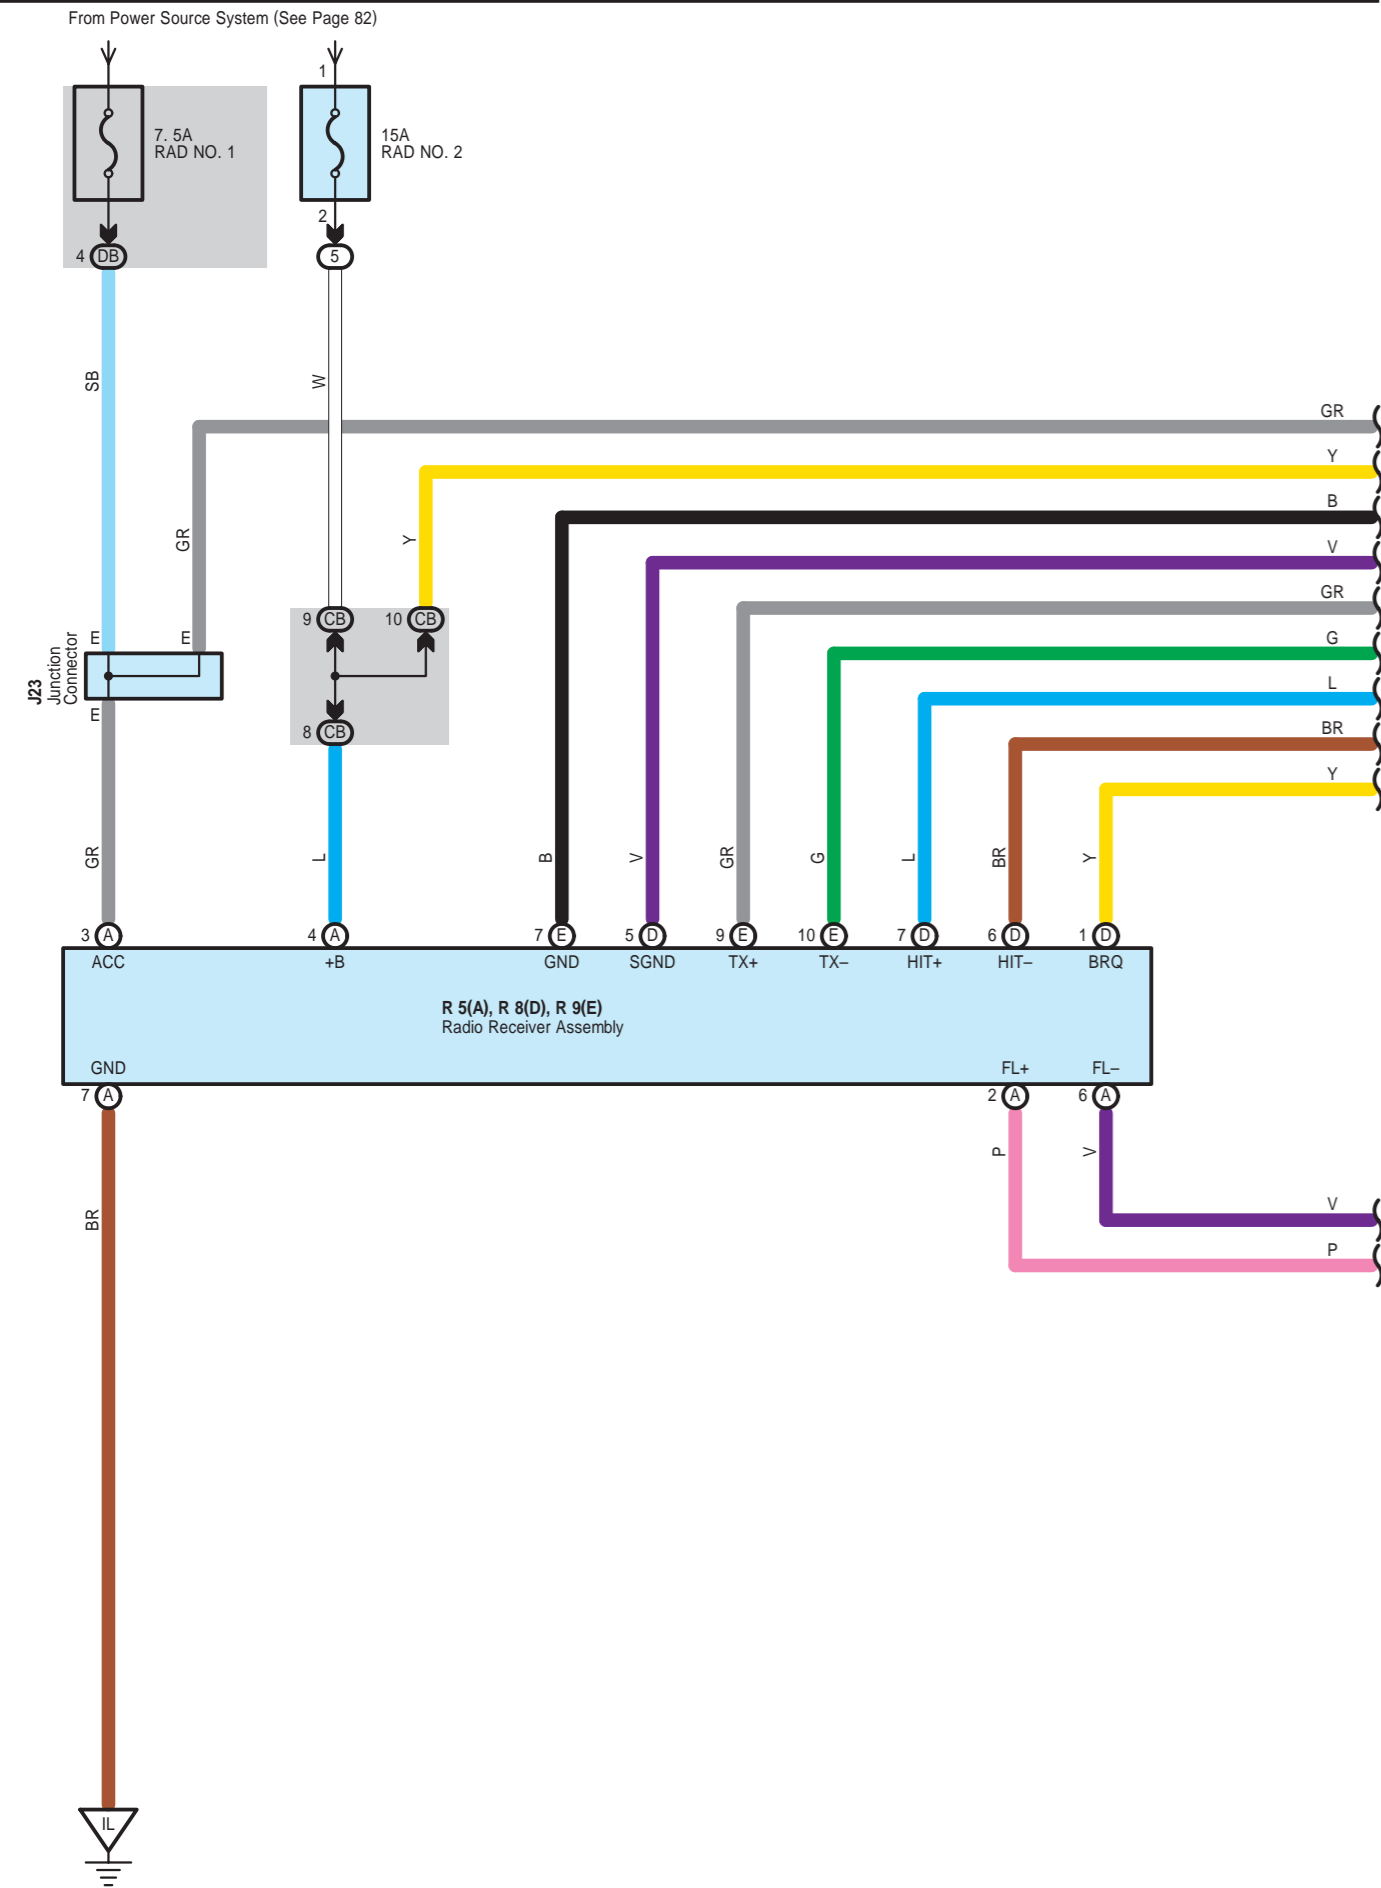 From Power Source System (See Page 82)
1
7. 5A
RAD NO. 1
15A
RAD NO. 2
2
4 DB
5
SB
W
GR
Y
B
V
GR
G
L
BR
Y
GR
Y
9 CB
10 CB
E
E
J23
Junction
Connector
E
8 CB
GR
L
B
V
GR
G
L
BR
Y
3 A
4 A
7 E
5 D
9 E
10 E
7 D
6 D
1 D
ACC
+B
GND
SGND
TX+
TX–
HIT+
HIT–
BRQ
R 5(A), R 8(D), R 9(E)
Radio Receiver Assembly
GND
FL+
FL–
7 A
2 A
6 A
P
V
BR
V
P
IL